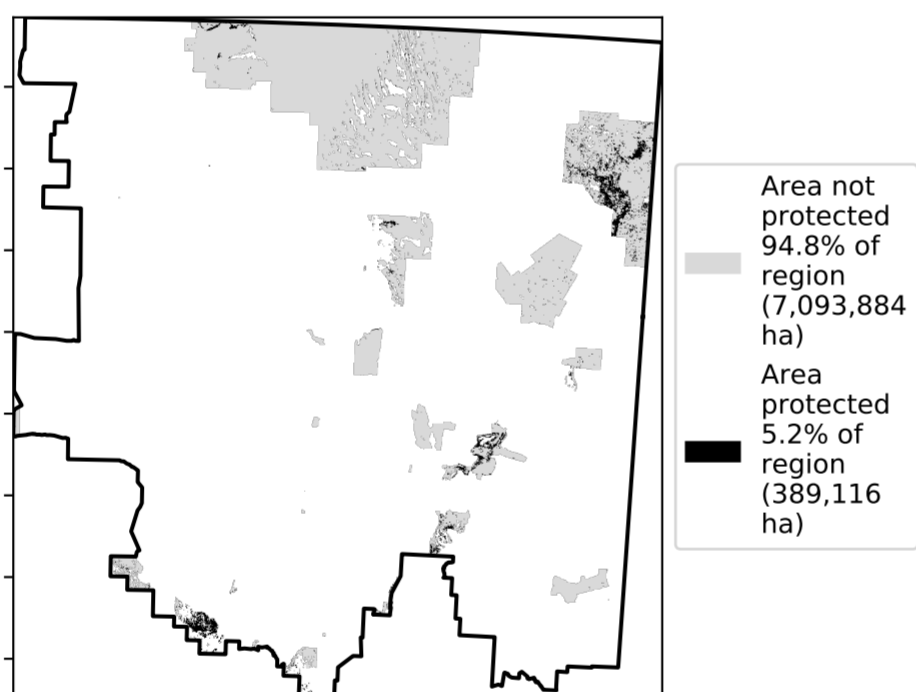 Area not
protected
94.8% of
region
(7,093,884
ha)
Area
protected
5.2% of
region
(389,116
ha)